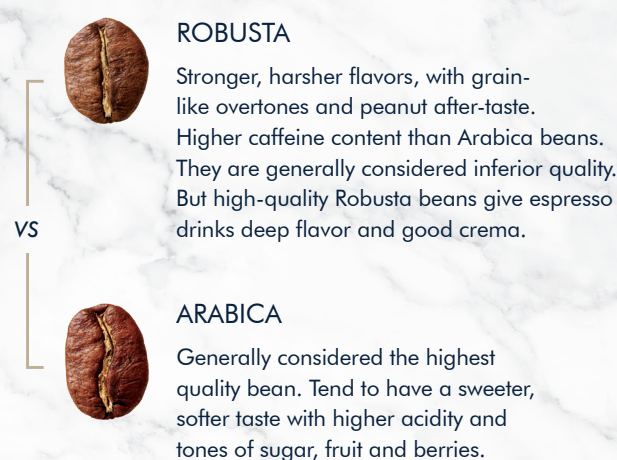 ROBUSTA
Stronger, harsher flavors, with grain-
like overtones and peanut after-taste.
Higher caffeine content than Arabica beans.
They are generally considered inferior quality.
But high-quality Robusta beans give espresso
drinks deep flavor and good crema.
VS
ARABICA
Generally considered the highest
quality bean. Tend to have a sweeter,
softer taste with higher acidity and
tones of sugar, fruit and berries.